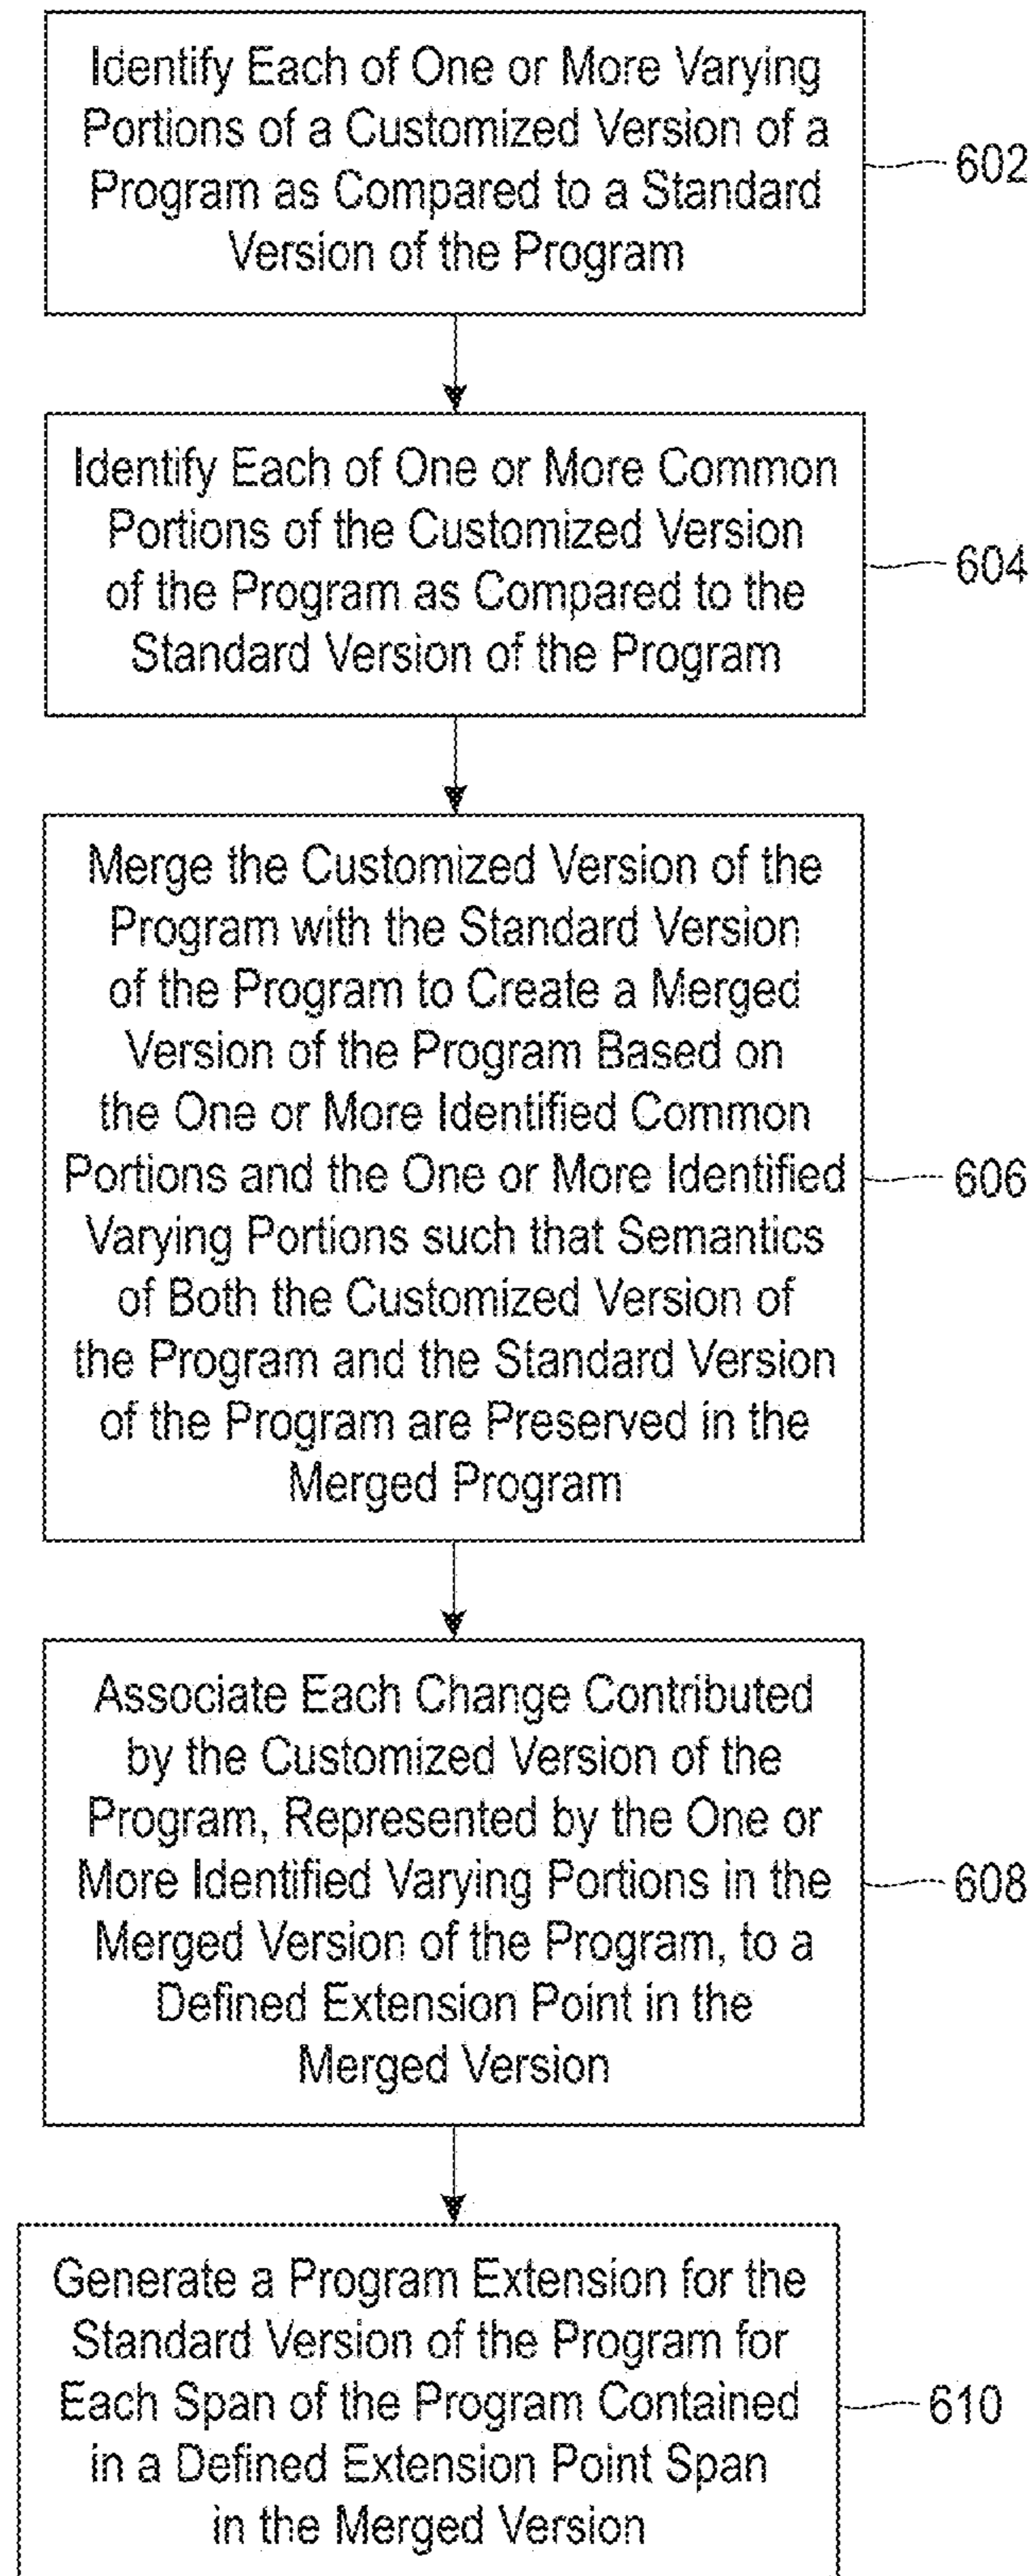 Identify Each of One or More Varying
Portions of a Customized Version of a
Program as Compared to a Standard
Version of the Program
602
Identify Each of One or More Common
Portions of the Customized Version
of the Program as Compared to the
Standard Version of the Program
604
Merge the Customized Version of the
Program with the Standard Version
of the Program to Create a Merged
Version of the Program Based on
the One or More Identified Common
Portions and the One or More Identified
Varying Portions such that Semantics
of Both the Customized Version of
the Program and the Standard Version
of the Program are Preserved in the
Merged Program
606
Associate Each Change Contributed
by the Customized Version of the
Program, Represented by the One or
More Identified Varying Portions in the
Merged Version of the Program, to a
Defined Extension Point in the
Merged Version
608
Generate a Program Extension for the
Standard Version of the Program for
Each Span of the Program Contained
in a Defined Extension Point Span
in the Merged Version
610